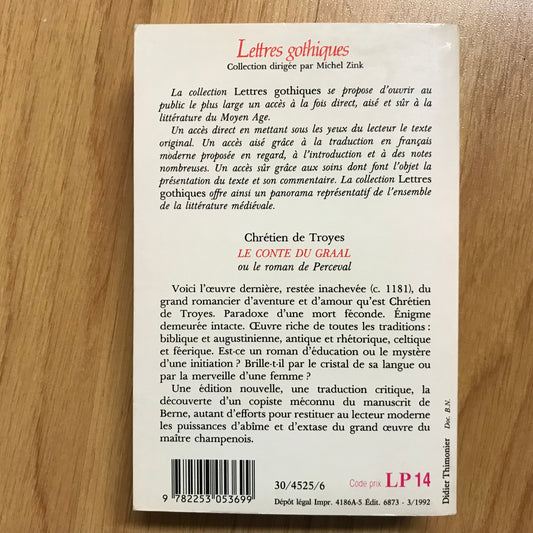 Lettres gothiques
Collection dirigée par Michel Zink
La collection Lettres gothiques se propose d'ouvrir au
public le plus large un accès à la fois direct, aisé et sûr à la
littérature du Moyen Age.
Un accès direct en mettant sous les yeux du lecteur le texte
original. Un accès aisé grâce à la traduction en français
moderne proposée en regard, à l'introduction et à des notes
nombreuses. Un accès sûr grâce aux soins dont font l'objet la
présentation du texte et son commentaire. La collection Lettres
gothiques offre ainsi un panorama représentatif de l'ensemble
de la littérature médiévale.
Chrétien de Troyes
LE CONTE DU GRAAL
ou le roman de Perceval
Voici l'œuvre dernière, restée inachevée (c. 1181), du
grand romancier d'aventure et d'amour qu'est Chrétien
de Troyes. Paradoxe d'une mort féconde. Énigme
demeurée intacte. Œuvre riche de toutes les traditions :
biblique et augustinienne, antique et rhétorique, celtique
et féerique. Est-ce un roman d'éducation ou le mystère
d'une initiation ? Brille-t-il par le cristal de sa langue ou
par la merveille d'une femme ?
Une édition nouvelle, une traduction critique, la
découverte d'un copiste méconnu du manuscrit de
Berne, autant d'efforts pour restituer au lecteur moderne
les puissances d'abîme et d'extase du grand œuvre du
maître champenois.
9 782253 053699
30/4525/6
Code prix LP 14
Dépôt légal Impr. 4186A-5 Édit. 6873 - 3/1992
Didier Thimonier Doc. B.N.